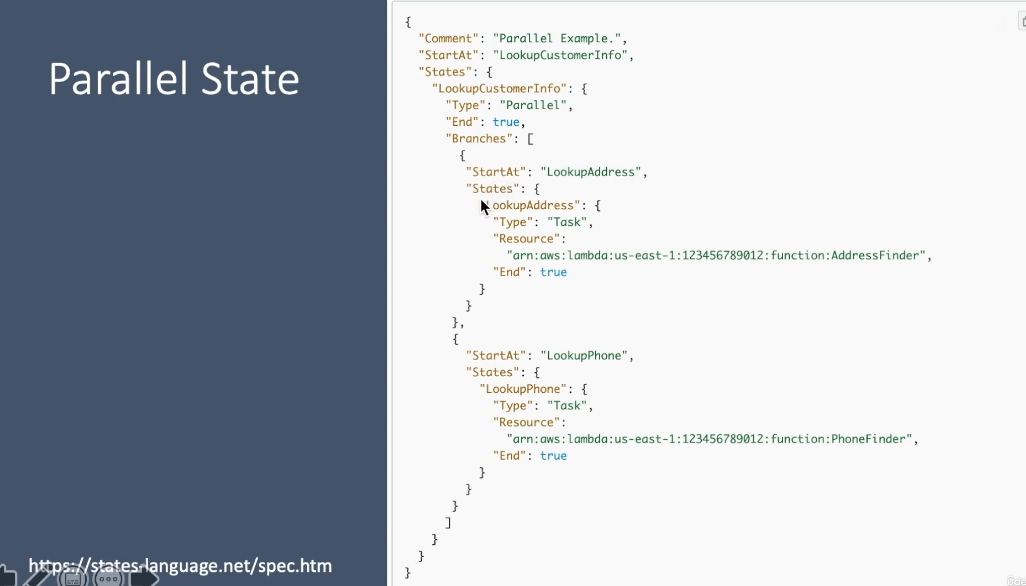 Parallel State
{
"Comment": "Parallel Example.",
"StartAt": "LookupCustomerInfo",
"States": {
"LookupCustomerInfo": {
"Type": "Parallel",
"End": true,
"Branches": [
{
"StartAt": "LookupAddress",
"States": {
ookupAddress": {
"Type": "Task",
"Resource":
"arn:aws:lambda:us-east-1:123456789012:function:AddressFinder",
"End": true
}
}
},
{
"StartAt": "LookupPhone",
"States": {
"LookupPhone": {
"Type": "Task",
"Resource":
"arn:aws:lambda:us-east-1:123456789012:function:PhoneFinder",
"End": true
}
}
}
]
}
}
}
https://states-language.net/spec.htm